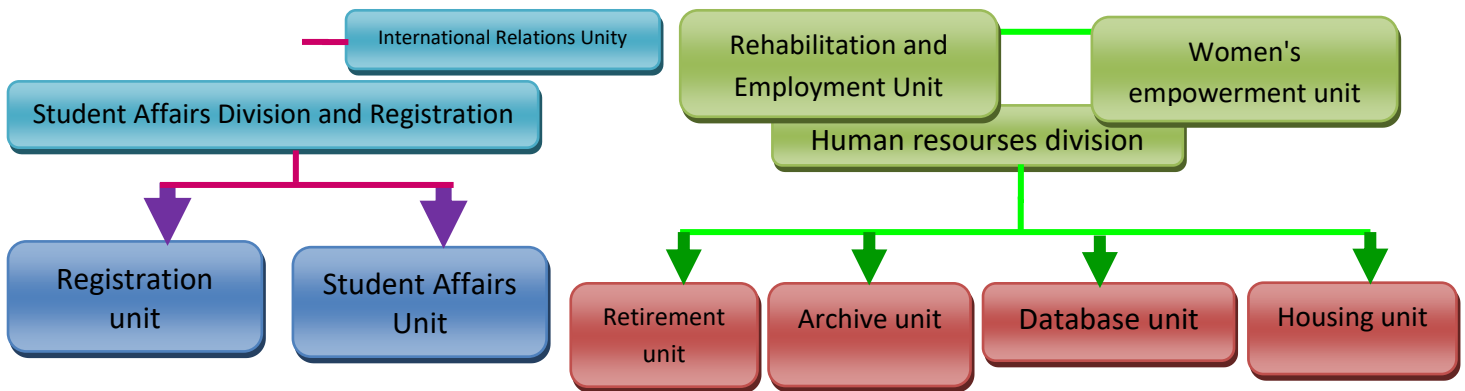 International Relations Unity
Rehabilitation and
Employment Unit
Women's
empowerment unit
Student Affairs Division and Registration
Human resourses division
Registration
unit
Student Affairs
Unit
Retirement
unit
Archive unit
Database unit
Housing unit